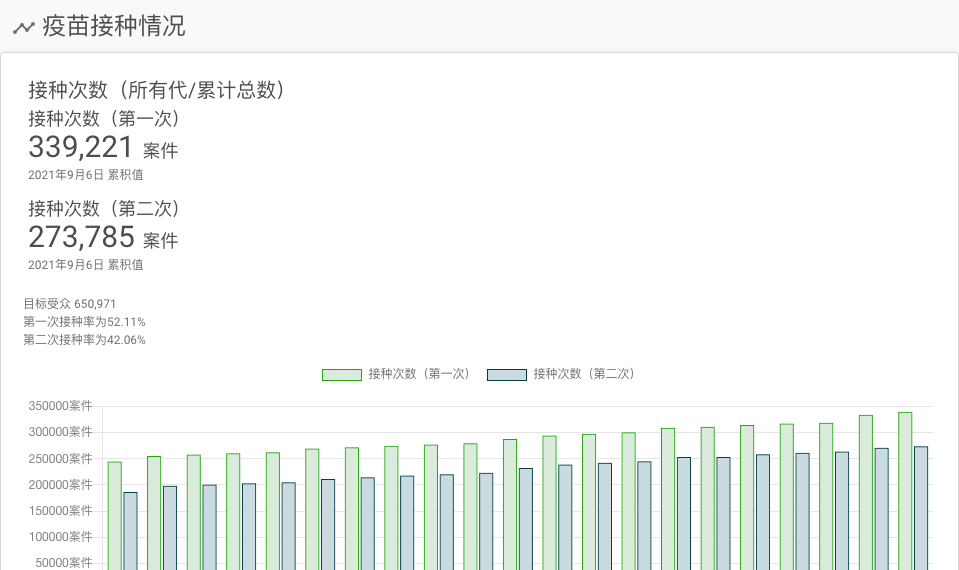 疫苗接种情况
接种次数（所有代/累计总数）
接种次数（第一次）
339,221 案件
2021年9月6日 累积值
接种次数（第二次）
273,785 案件
2021年9月6日 累积值
目标受众 650,971
第一次接种率为52.11%
第二次接种率为42.06%
接种次数（第一次） 接种次数（第二次）
350000案件
300000案件
250000案件
200000案件
150000案件
100000案件
50000案件